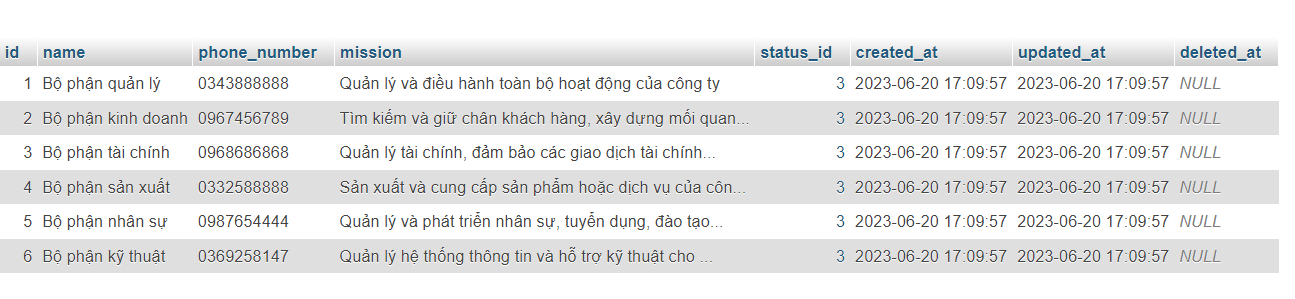 id name phone_number mission status_id created_at updated_at deleted_at
1 Bộ phận quản lý 0343888888 Quản lý và điều hành toàn bộ hoạt động của công ty 3 2023-06-20 17:09:57 2023-06-20 17:09:57 NULL
2 Bộ phận kinh doanh 0967456789 Tìm kiếm và giữ chân khách hàng, xây dựng mối quan... 3 2023-06-20 17:09:57 2023-06-20 17:09:57 NULL
3 Bộ phận tài chính 0968686868 Quản lý tài chính, đảm bảo các giao dịch tài chính... 3 2023-06-20 17:09:57 2023-06-20 17:09:57 NULL
4 Bộ phận sản xuất 0332588888 Sản xuất và cung cấp sản phẩm hoặc dịch vụ của côn... 3 2023-06-20 17:09:57 2023-06-20 17:09:57 NULL
5 Bộ phận nhân sự 0987654444 Quản lý và phát triển nhân sự, tuyển dụng, đào tạo... 3 2023-06-20 17:09:57 2023-06-20 17:09:57 NULL
6 Bộ phận kỹ thuật 0369258147 Quản lý hệ thống thông tin và hỗ trợ kỹ thuật cho ... 3 2023-06-20 17:09:57 2023-06-20 17:09:57 NULL